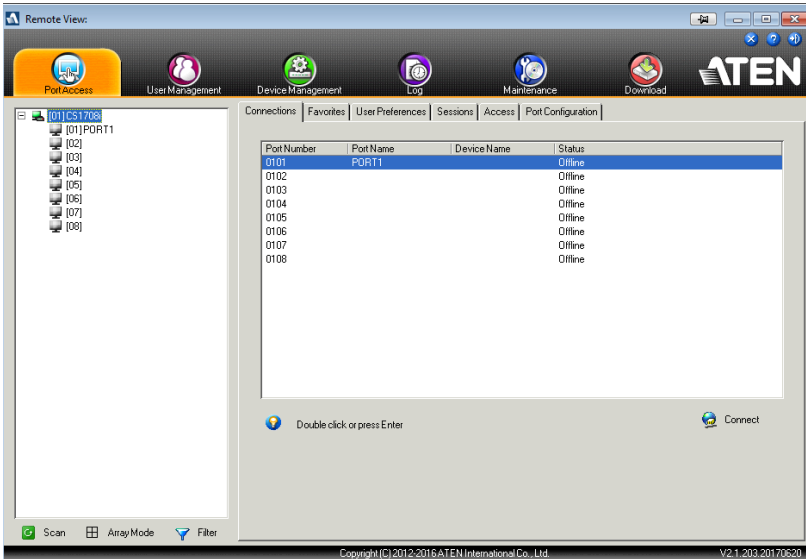 Remote View:
PortAccess User Management Device Management Log Maintenance Download ATEN
[01]CS1708i
[01]PORT1
[02]
[03]
[04]
[05]
[06]
[07]
[08]
Scan Array Mode Filter
Connections Favorites User Preferences Sessions Access Port Configuration
Port Number Port Name Device Name Status
0101 PORT1 Offline
0102 Offline
0103 Offline
0104 Offline
0105 Offline
0106 Offline
0107 Offline
0108 Offline
Double click or press Enter
Connect
Copyright (C) 2012-2016 ATEN International Co., Ltd.
V2.1.203.20170620